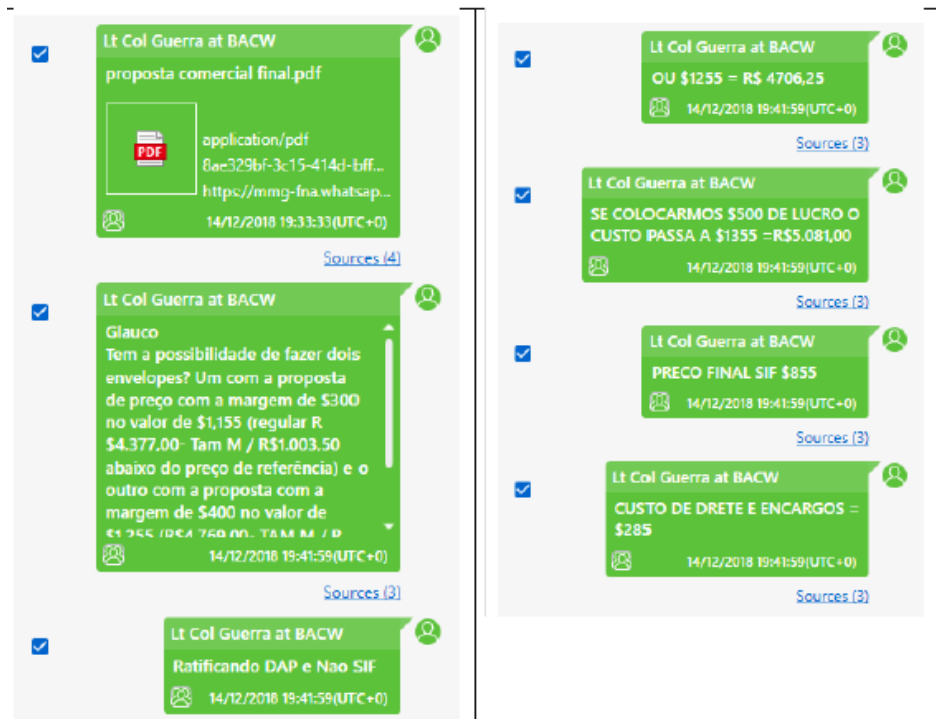 Lt Col Guerra at BACW
proposta comercial final.pdf
PDF
application/pdf
8ae329bf-3c15-414d-bff...
https://mmg-fna.whatsap...
14/12/2018 19:33:33(UTC+0)
Sources (4)
Lt Col Guerra at BACW
Glauco
Tem a possibilidade de fazer dois
envelopes? Um com a proposta
de preço com a margem de $300
no valor de $1,155 (regular R
$4.377.00- Tam M / R$1.003.50
abaixo do preço de referência) e o
outro com a proposta com a
margem de $400 no valor de
$1.255 (R$4.769.00- TAM M / R
14/12/2018 19:41:59(UTC+0)
Sources (3)
Lt Col Guerra at BACW
Ratificando DAP e Nao SIF
14/12/2018 19:41:59(UTC+0)
Lt Col Guerra at BACW
OU $1255 = R$ 4706,25
14/12/2018 19:41:59(UTC+0)
Sources (3)
Lt Col Guerra at BACW
SE COLOCARMOS $500 DE LUCRO O
CUSTO PASSA A $1355 =R$5.081,00
14/12/2018 19:41:59(UTC+0)
Sources (3)
Lt Col Guerra at BACW
PRECO FINAL SIF $855
14/12/2018 19:41:59(UTC+0)
Sources (3)
Lt Col Guerra at BACW
CUSTO DE DRETE E ENCARGOS =
$285
14/12/2018 19:41:59(UTC+0)
Sources (3)